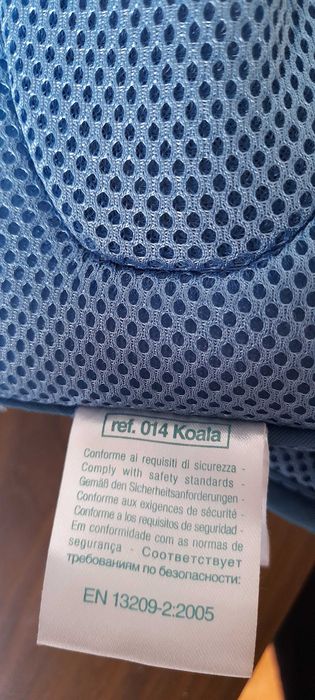 ref. 014 Koala
Conforme ai requisiti di sicurezza -
Comply with safety standards -
Gemäß den Sicherheitsanforderungen -
Conforme aux exigences de sécurité -
Conforme a los requisitos de seguridad -
Em conformidade com as normas de
segurança - Соответствует
требованиям по безопасности:
EN 13209-2:2005